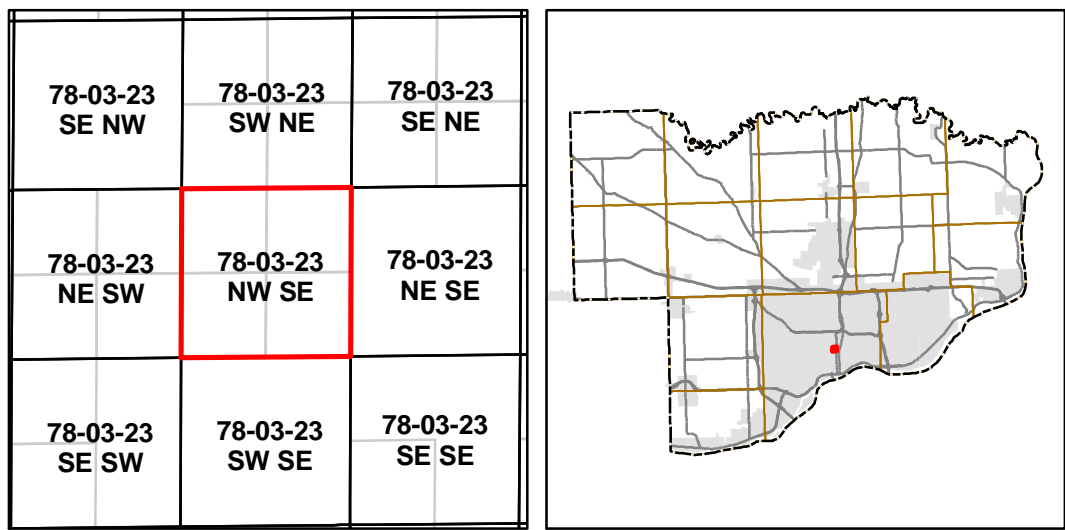 78-03-23
SE NW
78-03-23
SW NE
78-03-23
SE NE
78-03-23
NE SW
78-03-23
NW SE
78-03-23
NE SE
78-03-23
SE SW
78-03-23
SW SE
78-03-23
SE SE